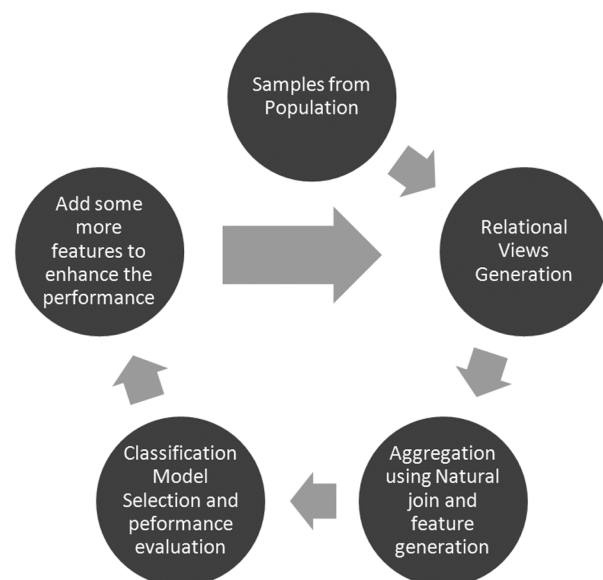 Samples from
Population
Relational
Views
Generation
Aggregation
using Natural
join and
feature
generation
Classification
Model
Selection and
peformance
evaluation
Add some
more
features to
enhance the
performance